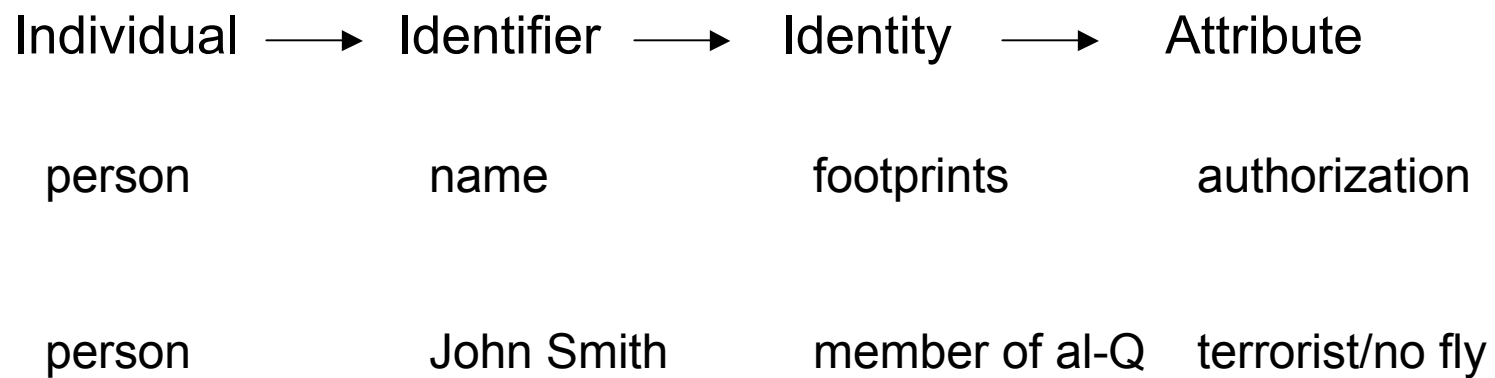 Individual → Identifier → Identity → Attribute
person name footprints authorization
person John Smith member of al-Q terrorist/no fly